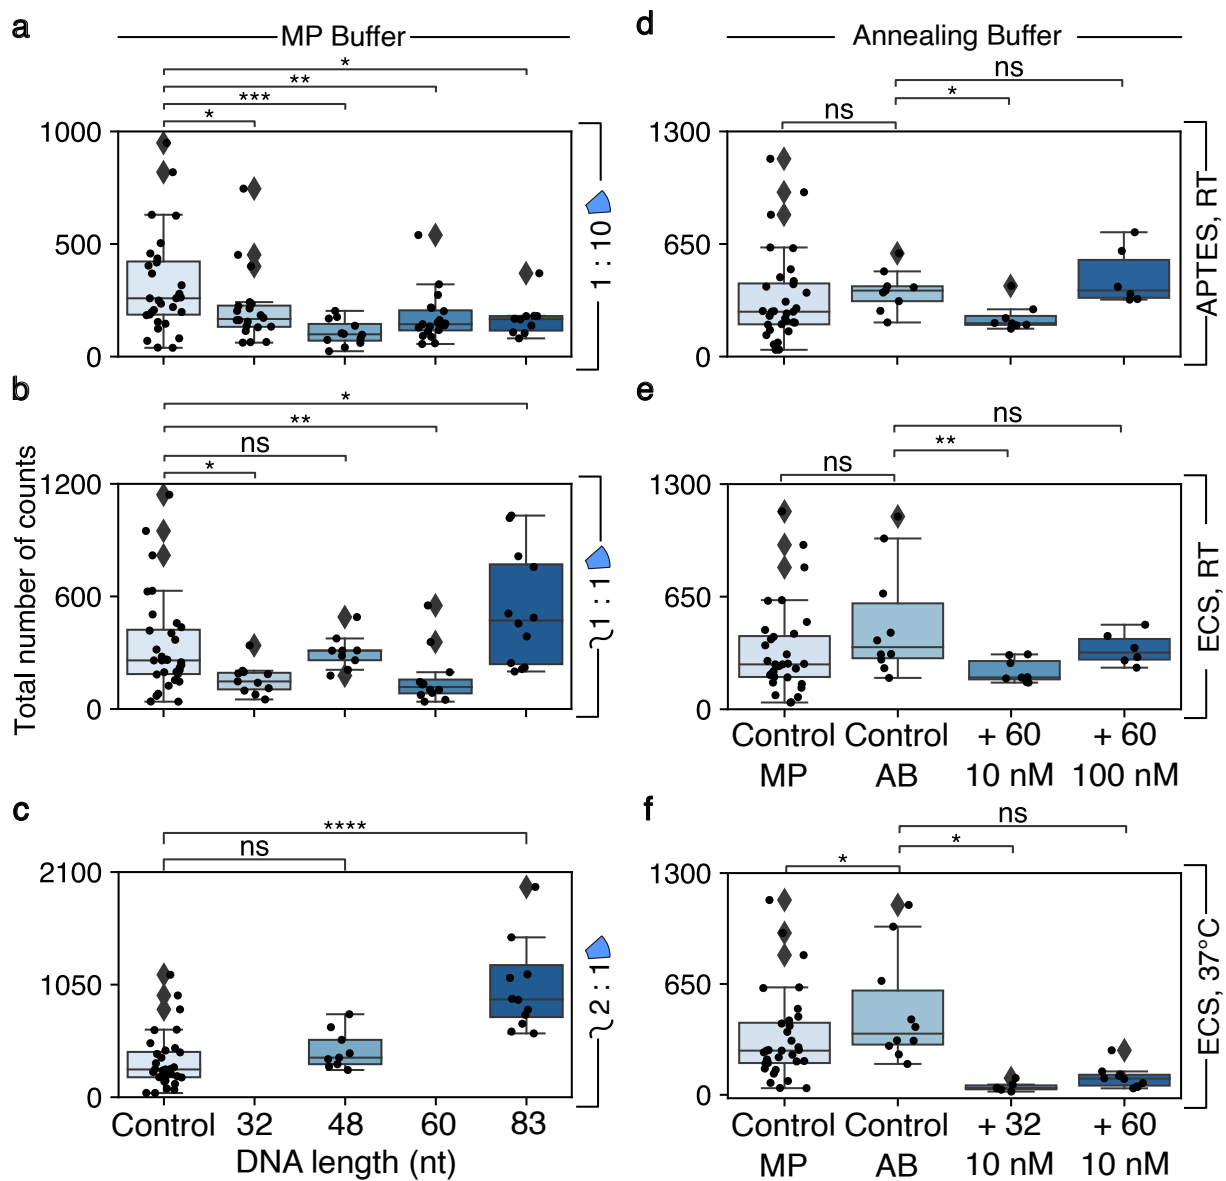 a
MP Buffer
*
**
***
*
1000
500
0
1 : 10
b
*
**
ns
*
1200
600
0
~1 : 1
Total number of counts
c
****
ns
2100
1050
0
~2 : 1
Control 32 48 60 83
DNA length (nt)
d
Annealing Buffer
ns
*
ns
1300
650
0
APTES, RT
e
ns
**
ns
1300
650
0
ECS, RT
Control Control + 60 + 60
MP AB 10 nM 100 nM
f
ns
*
*
1300
650
0
ECS, 37°C
Control Control + 32 + 60
MP AB 10 nM 10 nM